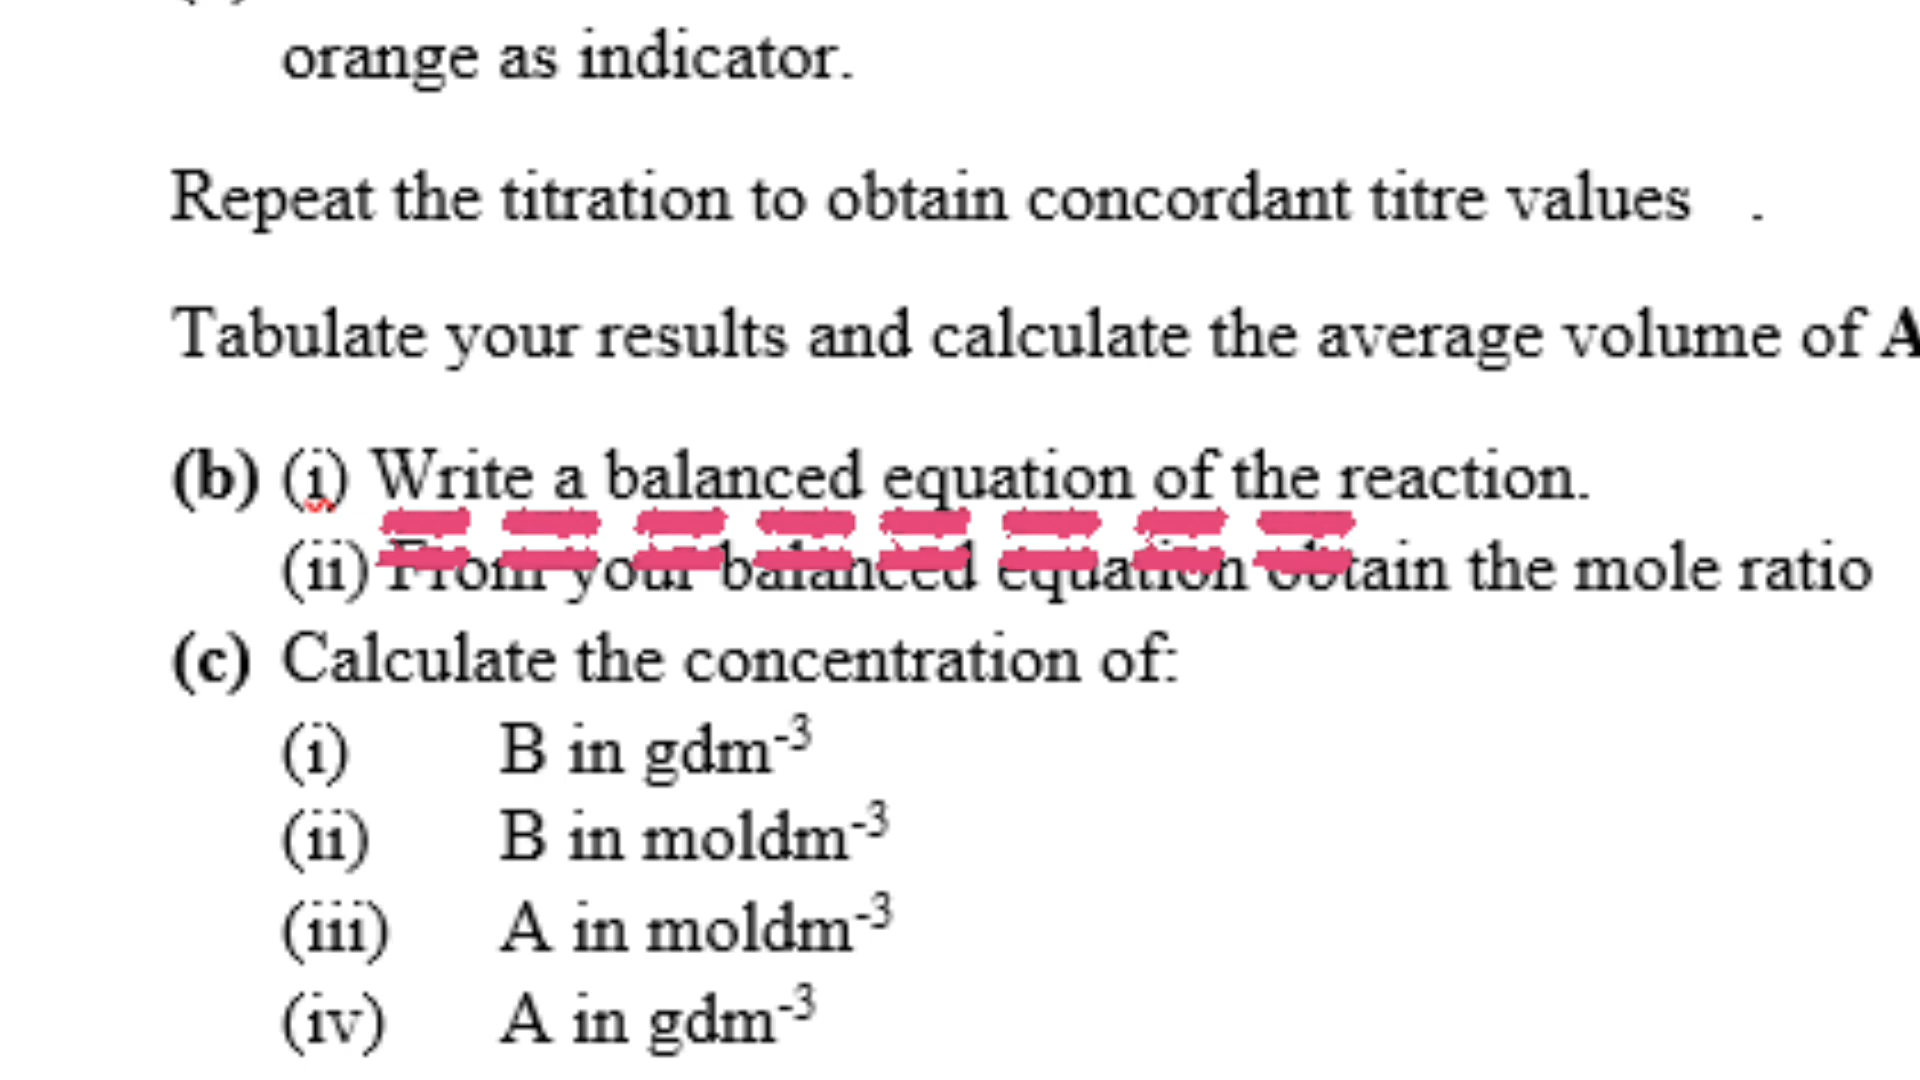 orange as indicator.
Repeat the titration to obtain concordant titre values .
Tabulate your results and calculate the average volume of A
(b) (i) Write a balanced equation of the reaction.
(ii) From your balanced equation obtain the mole ratio
(c) Calculate the concentration of:
(i) B in gdm⁻³
(ii) B in moldm⁻³
(iii) A in moldm⁻³
(iv) A in gdm⁻³